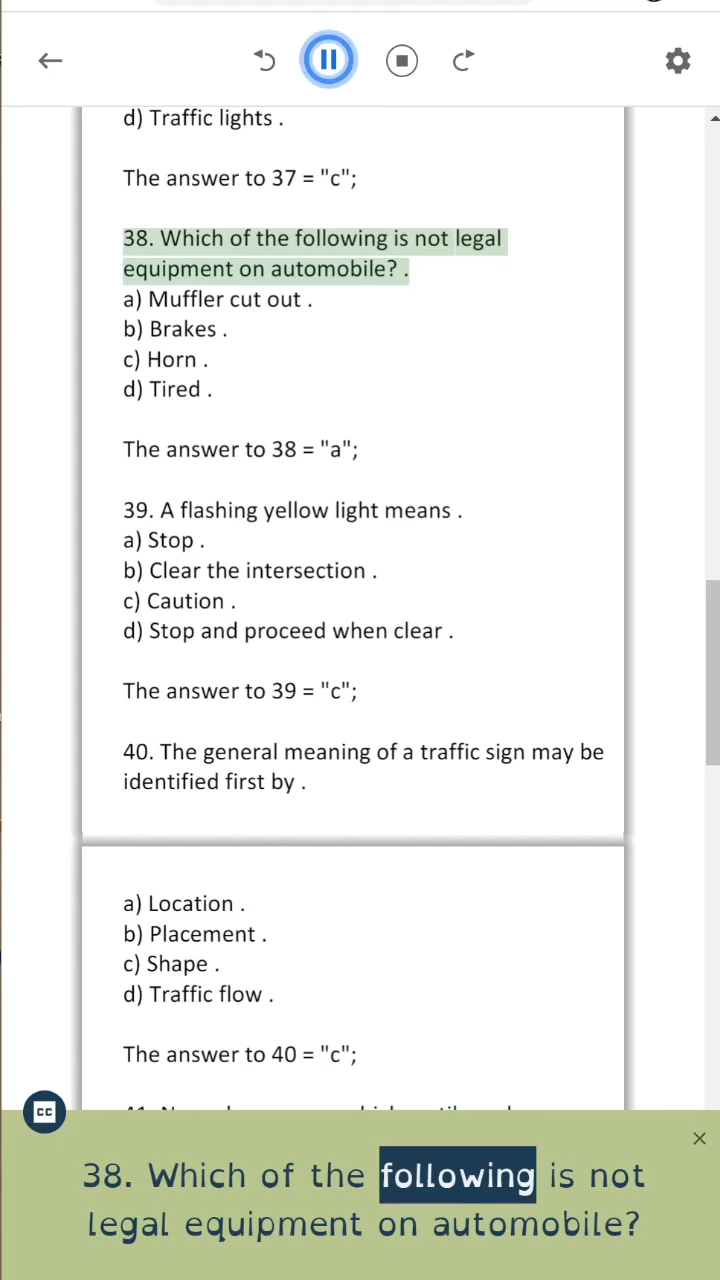 d) Traffic lights .
The answer to 37 = "c";
38. Which of the following is not legal
equipment on automobile? .
a) Muffler cut out .
b) Brakes .
c) Horn .
d) Tired .
The answer to 38 = "a";
39. A flashing yellow light means .
a) Stop .
b) Clear the intersection .
c) Caution .
d) Stop and proceed when clear .
The answer to 39 = "c";
40. The general meaning of a traffic sign may be
identified first by .
a) Location .
b) Placement .
c) Shape .
d) Traffic flow .
The answer to 40 = "c";
CC
38. Which of the following is not
legal equipment on automobile?